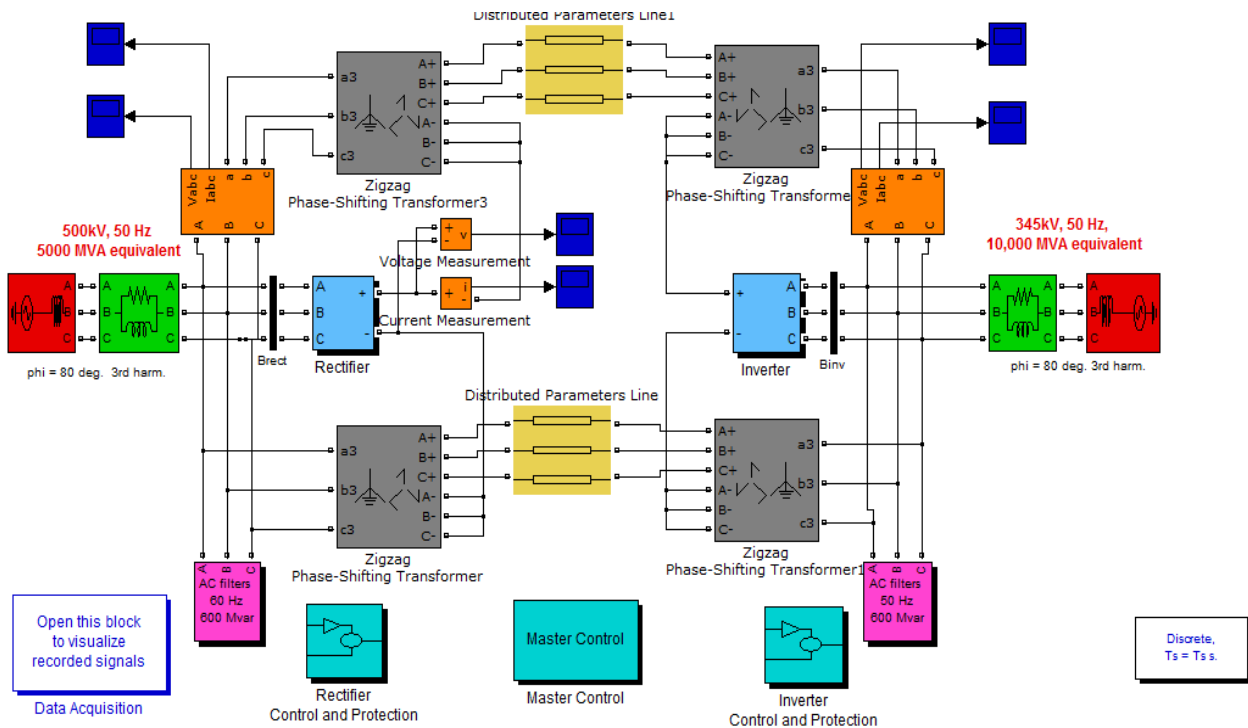 Distributed Parameters Line1
A+
B+
C+
A-
B-
C-
a3
b3
c3
Zigzag
Phase-Shifting Transformer3
A+
B+
C+
A-
B-
C-
a3
b3
c3
Zigzag
Phase-Shifting Transforme
Vabc
Iabc
a
b
c
A
B
C
Vabc
Iabc
a
b
c
A
B
C
500kV, 50 Hz
5000 MVA equivalent
345kV, 50 Hz,
10,000 MVA equivalent
+
-
v
Voltage Measurement
+
i
-
Current Measurement
A
B
C
A
B
C
A
B
C
phi = 80 deg. 3rd harm.
Brect
A
B
C
+
-
Rectifier
+
-
A
B
C
Inverter
Binv
A
B
C
A
B
C
A
B
C
phi = 80 deg. 3rd harm.
Distributed Parameters Line
a3
b3
c3
A+
B+
C+
A-
B-
C-
Zigzag
Phase-Shifting Transformer
A+
B+
C+
A-
B-
C-
a3
b3
c3
Zigzag
Phase-Shifting Transformer1
A
B
C
AC filters
60 Hz
600 Mvar
A
B
C
AC filters
50 Hz
600 Mvar
Open this block
to visualize
recorded signals
Data Acquisition
Rectifier
Control and Protection
Master Control
Master Control
Inverter
Control and Protection
Discrete,
Ts = Ts s.